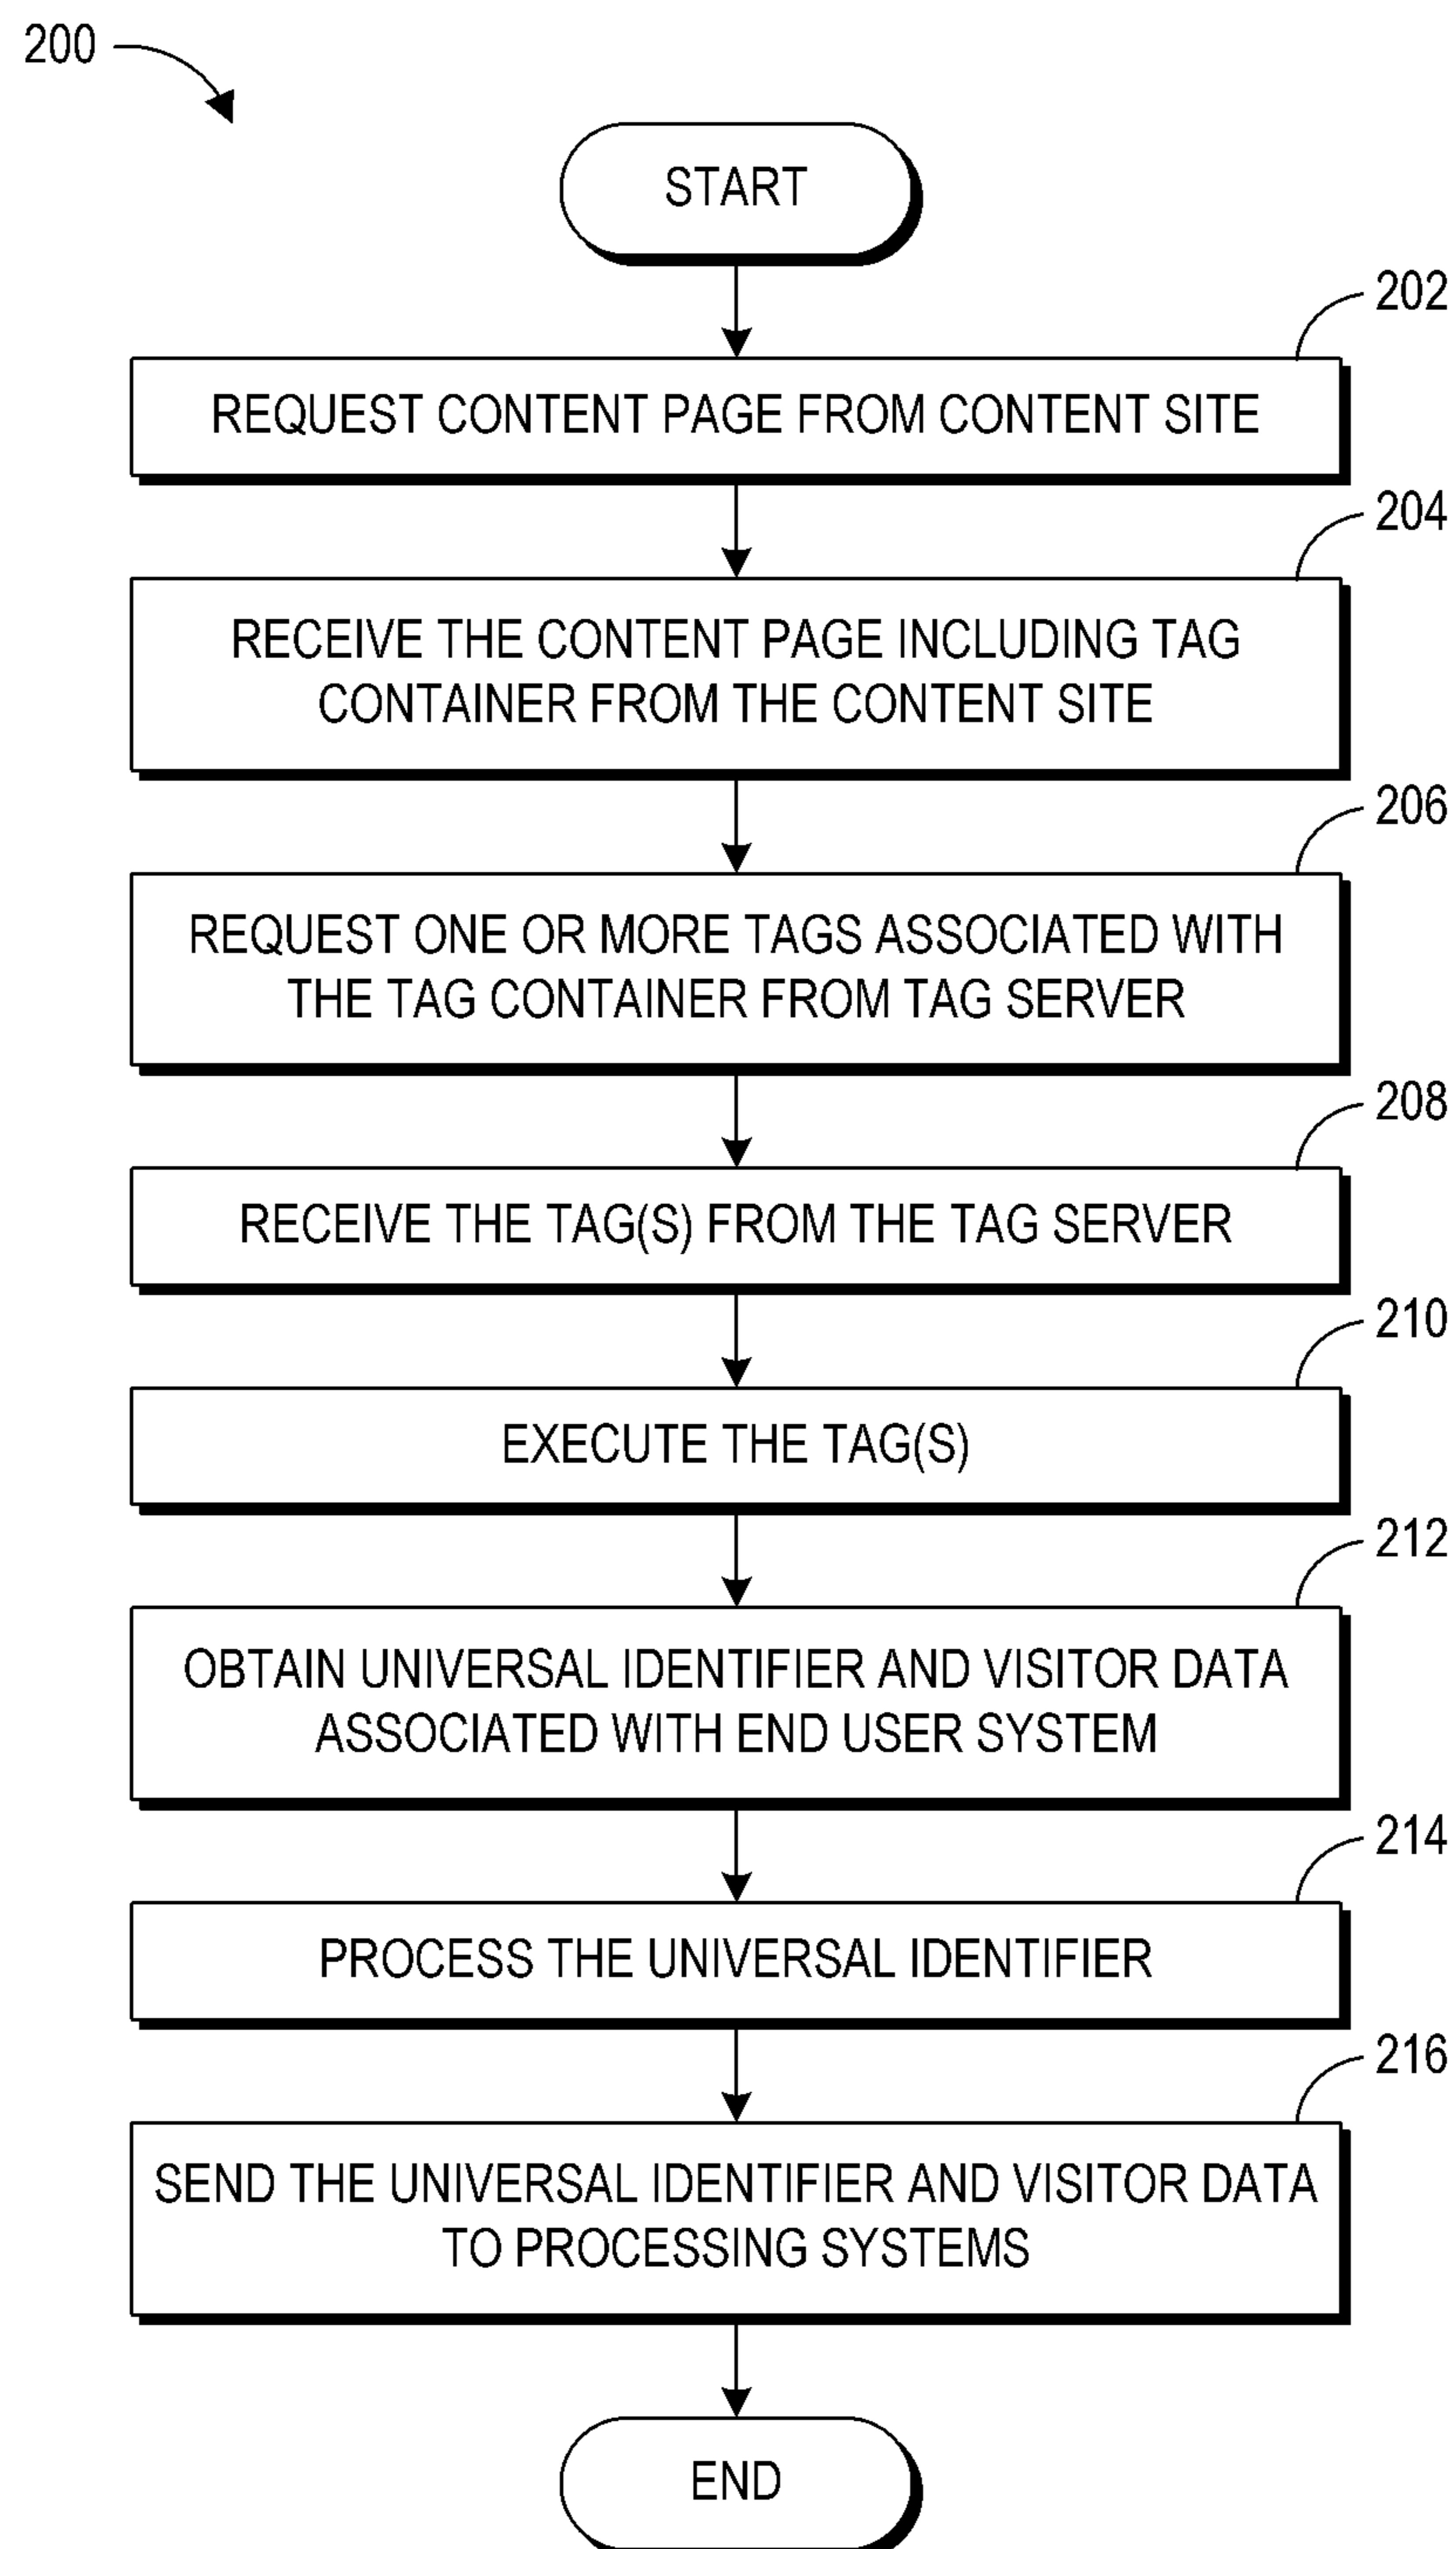 200
START
202
REQUEST CONTENT PAGE FROM CONTENT SITE
204
RECEIVE THE CONTENT PAGE INCLUDING TAG
CONTAINER FROM THE CONTENT SITE
206
REQUEST ONE OR MORE TAGS ASSOCIATED WITH
THE TAG CONTAINER FROM TAG SERVER
208
RECEIVE THE TAG(S) FROM THE TAG SERVER
210
EXECUTE THE TAG(S)
212
OBTAIN UNIVERSAL IDENTIFIER AND VISITOR DATA
ASSOCIATED WITH END USER SYSTEM
214
PROCESS THE UNIVERSAL IDENTIFIER
216
SEND THE UNIVERSAL IDENTIFIER AND VISITOR DATA
TO PROCESSING SYSTEMS
END